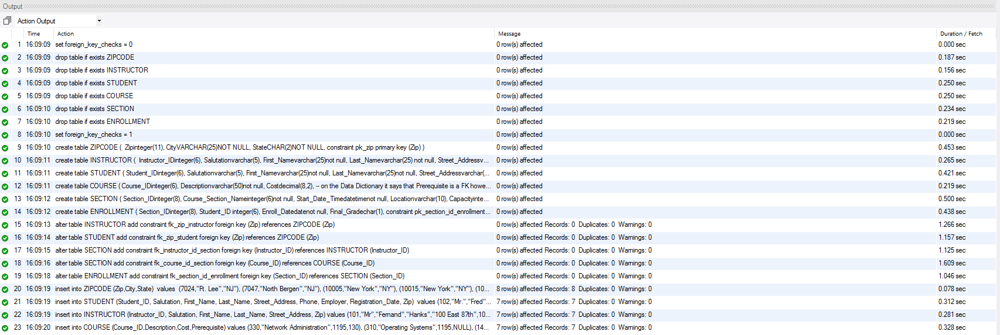 Output
Action Output
Time Action Message Duration / Fetch
1 16:09:09 set foreign_key_checks = 0 0 row(s) affected 0.000 sec
2 16:09:09 drop table if exists ZIPCODE 0 row(s) affected 0.187 sec
3 16:09:09 drop table if exists INSTRUCTOR 0 row(s) affected 0.156 sec
4 16:09:09 drop table if exists STUDENT 0 row(s) affected 0.250 sec
5 16:09:09 drop table if exists COURSE 0 row(s) affected 0.250 sec
6 16:09:10 drop table if exists SECTION 0 row(s) affected 0.234 sec
7 16:09:10 drop table if exists ENROLLMENT 0 row(s) affected 0.219 sec
8 16:09:10 set foreign_key_checks = 1 0 row(s) affected 0.000 sec
9 16:09:10 create table ZIPCODE ( Zipinteger(11), CityVARCHAR(25)NOT NULL, StateCHAR(2)NOT NULL, constraint pk_zip primary key (Zip) ) 0 row(s) affected 0.453 sec
10 16:09:11 create table INSTRUCTOR ( Instructor_IDinteger(6), Salutationvarchar(5), First_Namevarchar(25)not null, Last_Namevarchar(25) not null, Street_Addressv... 0 row(s) affected 0.265 sec
11 16:09:11 create table STUDENT ( Student_IDinteger(6), Salutationvarchar(5), First_Namevarchar(25)not null, Last_Namevarchar(25)not null, Street_Addressvarchar(... 0 row(s) affected 0.421 sec
12 16:09:11 create table COURSE ( Course_IDinteger(6), Descriptionvarchar(50)not null, Costdecimal(8,2), -- on the Data Dictionary it says that Prerequisite is a FK howe... 0 row(s) affected 0.219 sec
13 16:09:12 create table SECTION ( Section_IDinteger(8), Course_Section_Nameinteger(6)not null, Start_Date_Timedatetimenot null, Locationvarchar(10), Capacityinte... 0 row(s) affected 0.500 sec
14 16:09:12 create table ENROLLMENT ( Section_IDinteger(8), Student_ID integer(6), Enroll_Datedatenot null, Final_Gradechar(1), constraint pk_section_id_enrollment... 0 row(s) affected 0.438 sec
15 16:09:13 alter table INSTRUCTOR add constraint fk_zip_instructor foreign key (Zip) references ZIPCODE (Zip) 0 row(s) affected Records: 0 Duplicates: 0 Warnings: 0 1.266 sec
16 16:09:14 alter table STUDENT add constraint fk_zip_student foreign key (Zip) references ZIPCODE (Zip) 0 row(s) affected Records: 0 Duplicates: 0 Warnings: 0 1.157 sec
17 16:09:15 alter table SECTION add constraint fk_instructor_id_section foreign key (Instructor_ID) references INSTRUCTOR (Instructor_ID) 0 row(s) affected Records: 0 Duplicates: 0 Warnings: 0 1.125 sec
18 16:09:16 alter table SECTION add constraint fk_course_id_section foreign key (Course_ID) references COURSE (Course_ID) 0 row(s) affected Records: 0 Duplicates: 0 Warnings: 0 1.609 sec
19 16:09:18 alter table ENROLLMENT add constraint fk_section_id_enrollment foreign key (Section_ID) references SECTION (Section_ID) 0 row(s) affected Records: 0 Duplicates: 0 Warnings: 0 1.046 sec
20 16:09:19 insert into ZIPCODE (Zip,City,State) values (7024,"Ft. Lee","NJ"), (7047,"North Bergen","NJ"), (10005,"New York","NY"), (10015,"New York","NY"), (10... 8 row(s) affected Records: 8 Duplicates: 0 Warnings: 0 0.078 sec
21 16:09:19 insert into STUDENT (Student_ID, Salutation, First_Name, Last_Name, Street_Address, Phone, Employer, Registration_Date, Zip) values (102,"Mr.","Fred"... 7 row(s) affected Records: 7 Duplicates: 0 Warnings: 0 0.312 sec
22 16:09:19 insert into INSTRUCTOR (Instructor_ID, Salutation, First_Name, Last_Name, Street_Address, Zip) values (101,"Mr","Fernand","Hanks","100 East 87th",10... 7 row(s) affected Records: 7 Duplicates: 0 Warnings: 0 0.281 sec
23 16:09:20 insert into COURSE (Course_ID,Description,Cost,Prerequisite) values (330,"Network Administration",1195,130), (310,"Operating Systems",1195,NULL), (14... 7 row(s) affected Records: 7 Duplicates: 0 Warnings: 0 0.328 sec